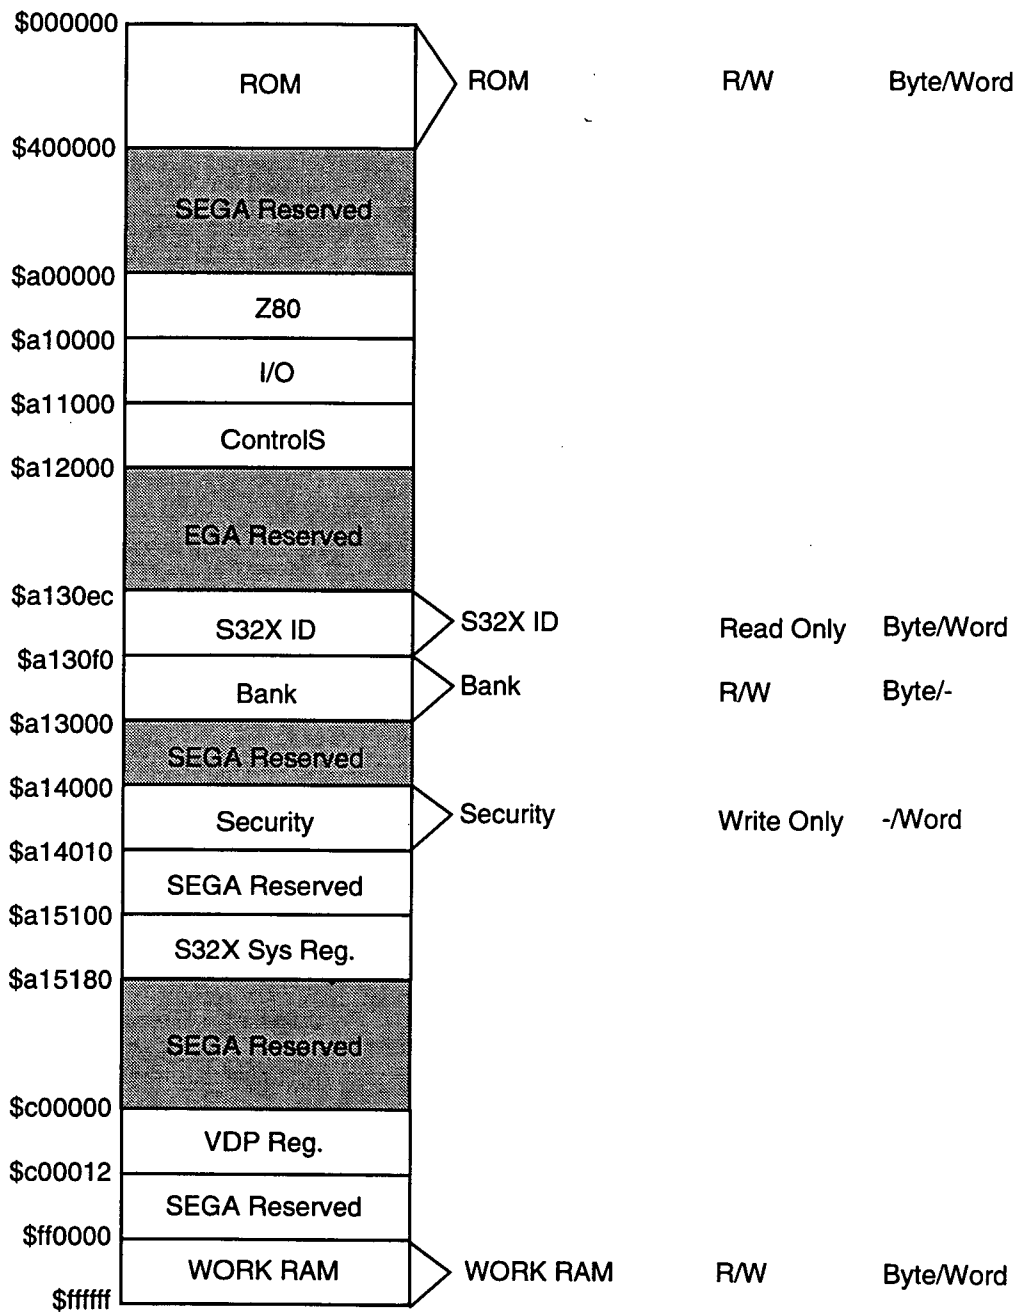 $000000
ROM ROM R/W Byte/Word
$400000
SEGA Reserved
$a00000
Z80
$a10000
I/O
$a11000
ControlS
$a12000
EGA Reserved
$a130ec
S32X ID S32X ID Read Only Byte/Word
$a130f0
Bank Bank R/W Byte/-
$a13000
SEGA Reserved
$a14000
Security Security Write Only -/Word
$a14010
SEGA Reserved
$a15100
S32X Sys Reg.
$a15180
SEGA Reserved
$c00000
VDP Reg.
$c00012
SEGA Reserved
$ff0000
WORK RAM WORK RAM R/W Byte/Word
$ffffff